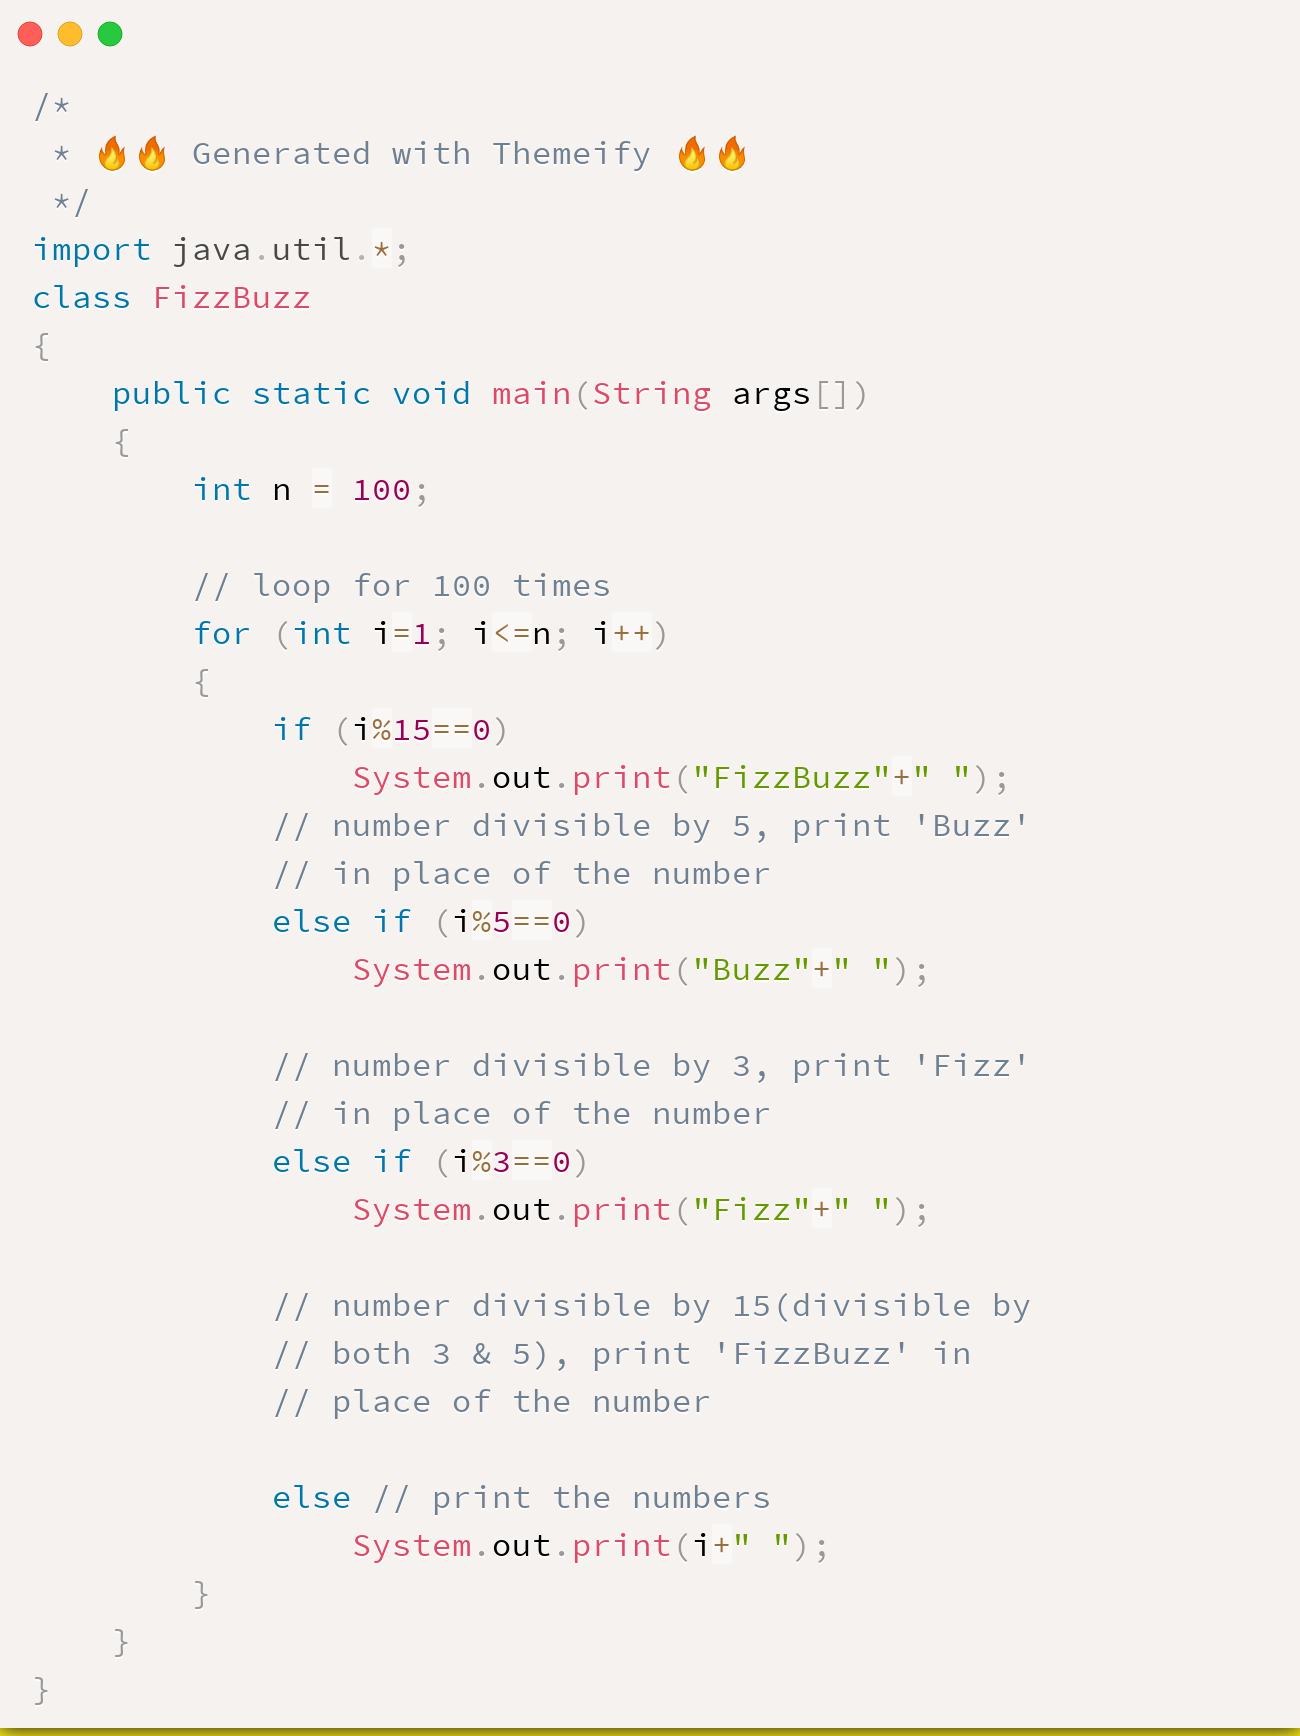 /*
 * 🔥🔥 Generated with Themeify 🔥🔥
 */
import java.util.*;
class FizzBuzz
{
    public static void main(String args[])
    {
        int n = 100;

        // loop for 100 times
        for (int i=1; i<=n; i++)
        {
            if (i%15==0)
                System.out.print("FizzBuzz"+" ");
            // number divisible by 5, print 'Buzz'
            // in place of the number
            else if (i%5==0)
                System.out.print("Buzz"+" ");

            // number divisible by 3, print 'Fizz'
            // in place of the number
            else if (i%3==0)
                System.out.print("Fizz"+" ");

            // number divisible by 15(divisible by
            // both 3 & 5), print 'FizzBuzz' in
            // place of the number

            else // print the numbers
                System.out.print(i+" ");
        }
    }
}